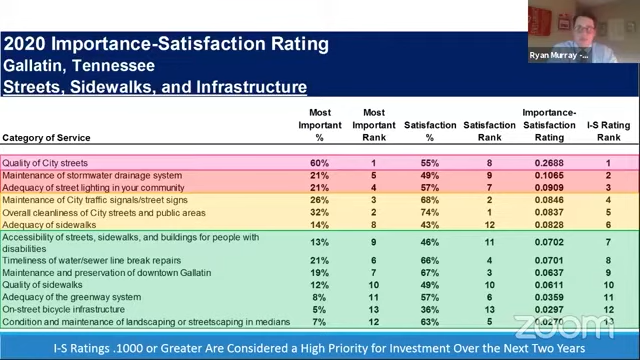 2020 Importance-Satisfaction Rating
Gallatin, Tennessee
Streets, Sidewalks, and Infrastructure
Ryan Murray -
Category of Service Most Important % Most Important Rank Satisfaction % Satisfaction Rank Importance-Satisfaction Rating I-S Rating Rank
Quality of City streets 60% 1 55% 8 0.2688 1
Maintenance of stormwater drainage system 21% 5 49% 9 0.1065 2
Adequacy of street lighting in your community 21% 4 57% 7 0.0909 3
Maintenance of City traffic signals/street signs 26% 3 68% 2 0.0846 4
Overall cleanliness of City streets and public areas 32% 2 74% 1 0.0837 5
Adequacy of sidewalks 14% 8 43% 12 0.0828 6
Accessibility of streets, sidewalks, and buildings for people with
disabilities 13% 9 46% 11 0.0702 7
Timeliness of water/sewer line break repairs 21% 6 66% 4 0.0701 8
Maintenance and preservation of downtown Gallatin 19% 7 67% 3 0.0637 9
Quality of sidewalks 12% 10 49% 10 0.0611 10
Adequacy of the greenway system 8% 11 57% 6 0.0359 11
On-street bicycle infrastructure 5% 13 36% 13 0.0297 12
Condition and maintenance of landscaping or streetscaping in medians 7% 12 63% 5 0.0270 13
LIVE
I-S Ratings .1000 or Greater Are Considered a High Priority for Investment Over the Next Two Years